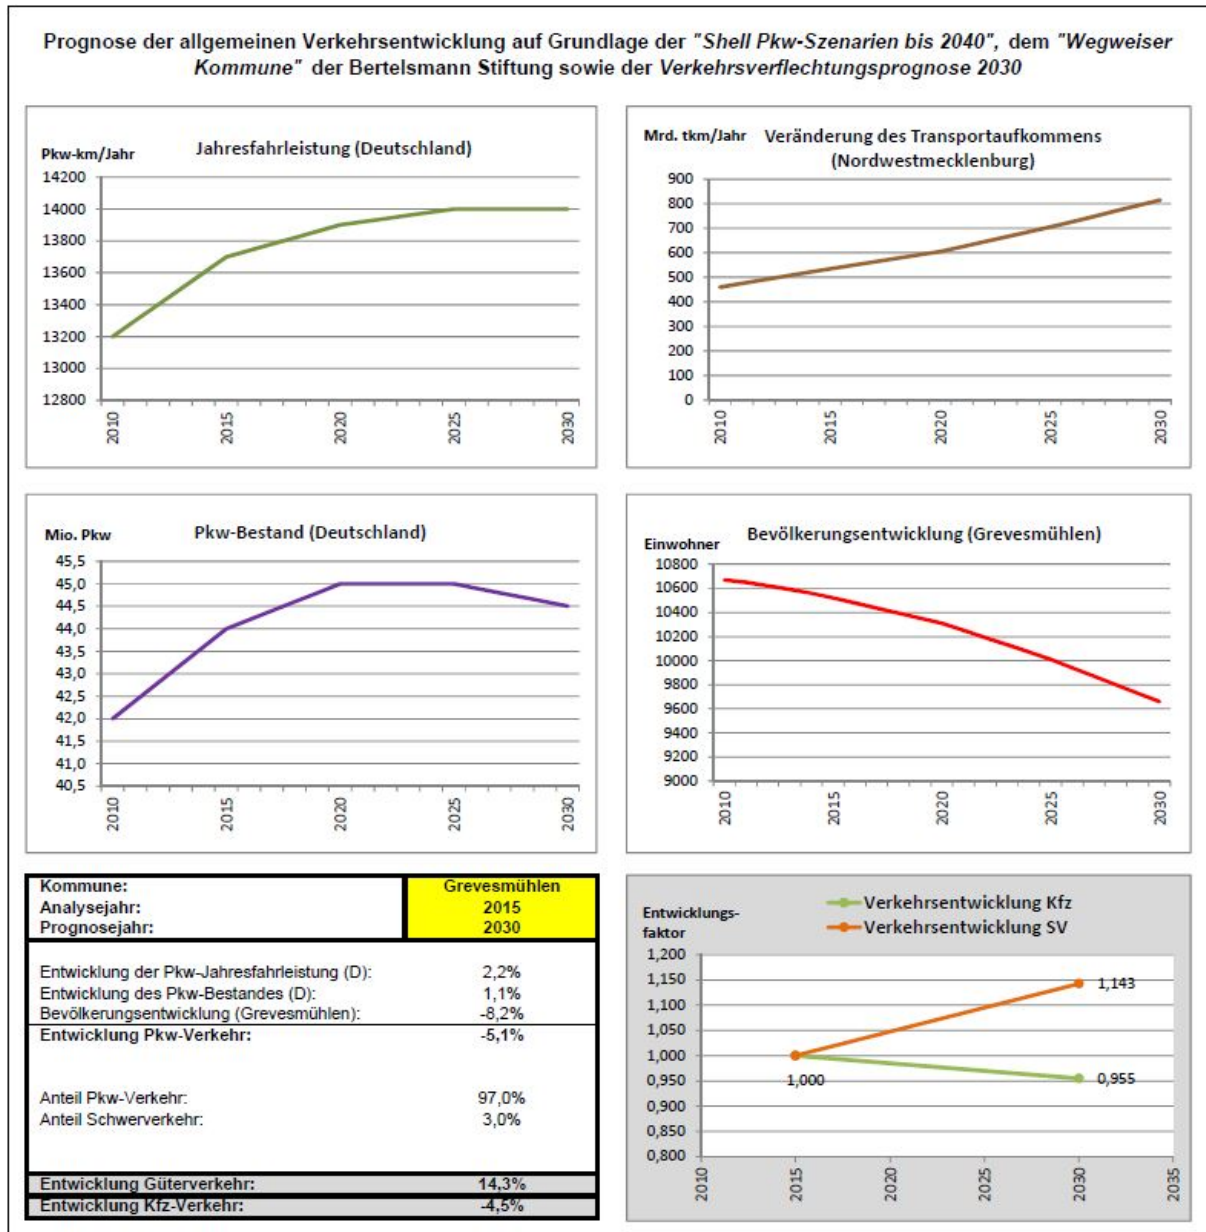 Prognose der allgemeinen Verkehrsentwicklung auf Grundlage der "Shell Pkw-Szenarien bis 2040", dem "Wegweiser
Kommune" der Bertelsmann Stiftung sowie der Verkehrsverflechtungsprognose 2030
Pkw-km/Jahr
Jahresfahrleistung (Deutschland)
14200
14000
13800
13600
13400
13200
13000
12800
2010
2015
2020
2025
2030
Mrd. tkm/Jahr
Veränderung des Transportaufkommens
(Nordwestmecklenburg)
900
800
700
600
500
400
300
200
100
0
2010
2015
2020
2025
2030
Mio. Pkw
Pkw-Bestand (Deutschland)
45,5
45,0
44,5
44,0
43,5
43,0
42,5
42,0
41,5
41,0
40,5
2010
2015
2020
2025
2030
Einwohner
Bevölkerungsentwicklung (Grevesmühlen)
10800
10600
10400
10200
10000
9800
9600
9400
9200
9000
2010
2015
2020
2025
2030
Kommune: Grevesmühlen
Analysejahr: 2015
Prognosejahr: 2030
Entwicklung der Pkw-Jahresfahrleistung (D): 2,2%
Entwicklung des Pkw-Bestandes (D): 1,1%
Bevölkerungsentwicklung (Grevesmühlen): -8,2%
Entwicklung Pkw-Verkehr: -5,1%
Anteil Pkw-Verkehr: 97,0%
Anteil Schwerverkehr: 3,0%
Entwicklung Güterverkehr: 14,3%
Entwicklung Kfz-Verkehr: -4,5%
Entwicklungs-
faktor
Verkehrsentwicklung Kfz
Verkehrsentwicklung SV
1,200
1,150
1,100
1,050
1,000
0,950
0,900
0,850
0,800
1,143
1,000
0,955
2010
2015
2020
2025
2030
2035